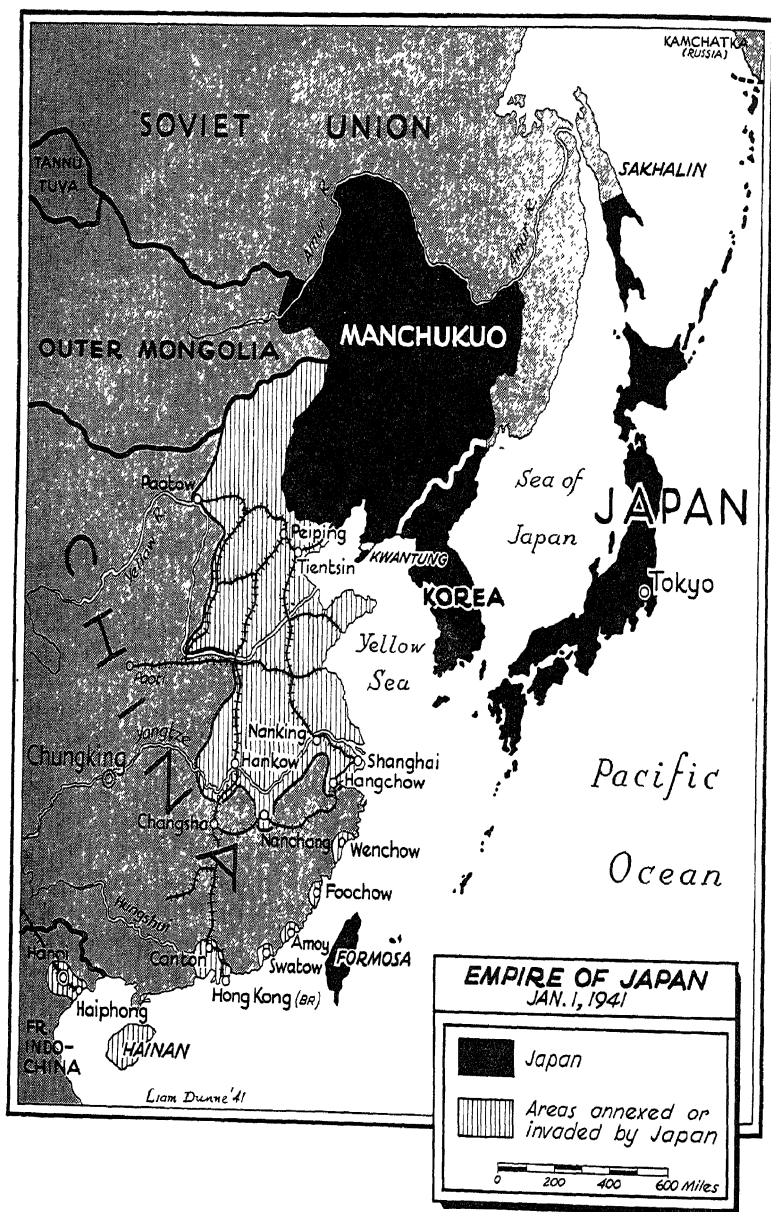 KAMCHATKA
(RUSSIA)
SOVIET UNION
TANNU
TUVA
SAKHALIN
Amur R.
Amur R.
MANCHUKUO
OUTER MONGOLIA
Sea of
Japan
JAPAN
Paotow
Yellow R.
Peiping
KWANTUNG
Tientsin
KOREA
Tokyo
CHINA
Yellow
Sea
Yangtze
Nanking
Chungking
Hankow
Shanghai
Hangchow
Pacific
Ocean
Changsha
Nanchang
Wenchow
Foochow
Hungshui
Amoy
Canton
Swatow
FORMOSA
Hanoi
Hong Kong (BR)
Haiphong
FR.
INDO-
CHINA
HAINAN
Liam Dunne '41
EMPIRE OF JAPAN
JAN. 1, 1941
Japan
Areas annexed or
invaded by Japan
0 200 400 600 Miles